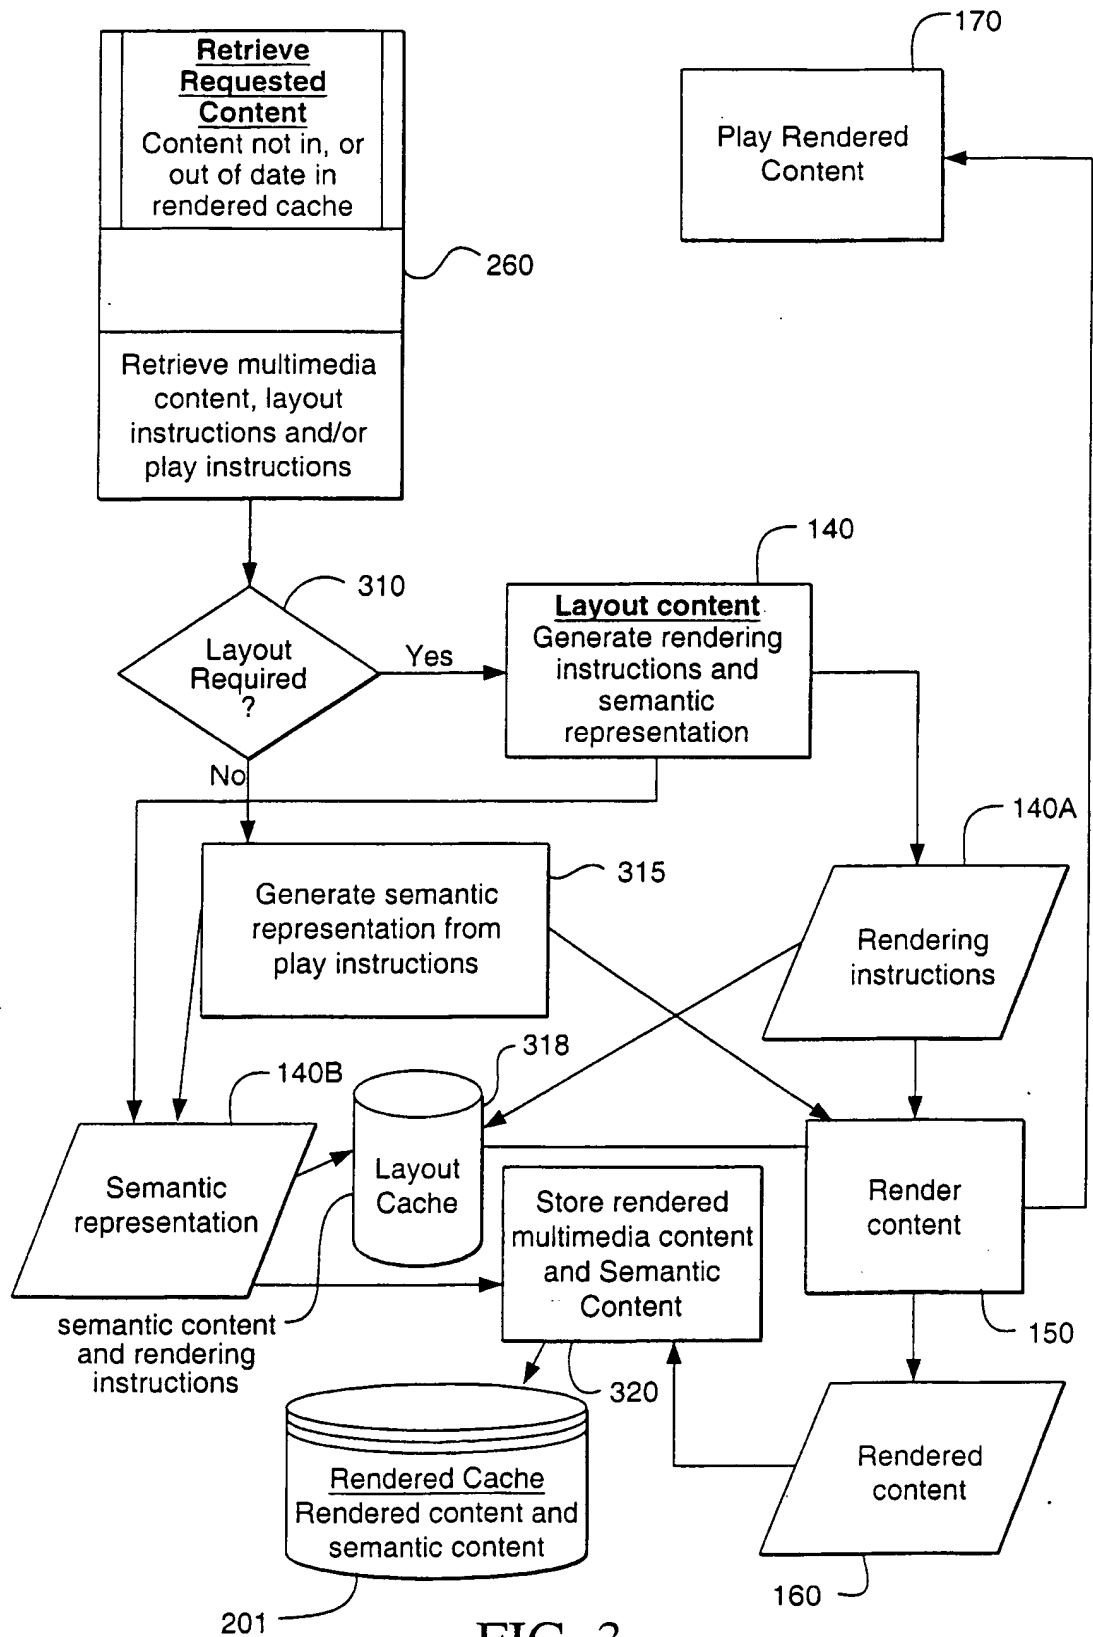 170
Retrieve
Requested
Content
Content not in, or
out of date in
rendered cache
Play Rendered
Content
260
Retrieve multimedia
content, layout
instructions and/or
play instructions
140
310
Layout
Required
?
Yes
No
Layout content
Generate rendering
instructions and
semantic
representation
140A
315
Generate semantic
representation from
play instructions
Rendering
instructions
318
140B
Layout
Cache
Semantic
representation
Store rendered
multimedia content
and Semantic
Content
Render
content
semantic content
and rendering
instructions
150
320
Rendered Cache
Rendered content and
semantic content
Rendered
content
160
201